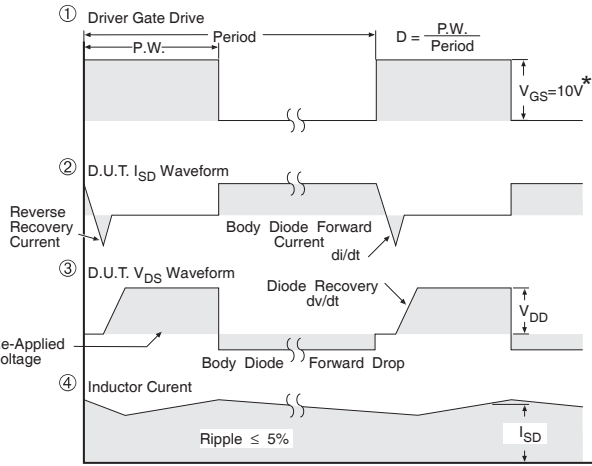 ① Driver Gate Drive
Period
P.W.
D = P.W. / Period
VGS=10V*
② D.U.T. ISD Waveform
Reverse
Recovery
Current
Body Diode Forward
Current
di/dt
③ D.U.T. VDS Waveform
Diode Recovery
dv/dt
VDD
e-Applied
oltage
Body Diode Forward Drop
④ Inductor Curent
Ripple ≤ 5%
ISD